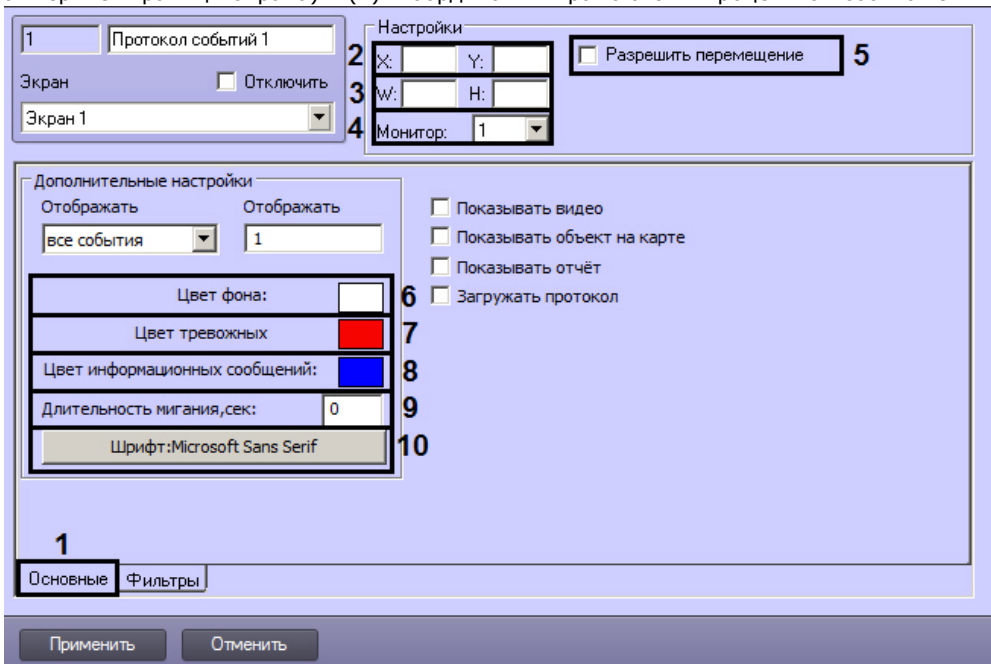 1 Протокол событий 1
Экран Отключить
Экран 1
Настройки
2 X: Y: Разрешить перемещение 5
3 W: H:
4 Монитор: 1
Дополнительные настройки
Отображать Отображать
все события 1
Показывать видео
Показывать объект на карте
Показывать отчёт
Загружать протокол
Цвет фона: 6
Цвет тревожных 7
Цвет информационных сообщений: 8
Длительность мигания,сек: 0 9
Шрифт:Microsoft Sans Serif 10
1
Основные Фильтры
Применить Отменить